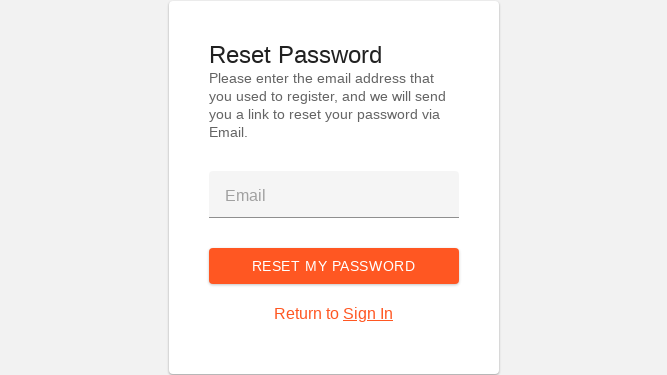 Reset Password
Please enter the email address that
you used to register, and we will send
you a link to reset your password via
Email.
Email
RESET MY PASSWORD
Return to Sign In